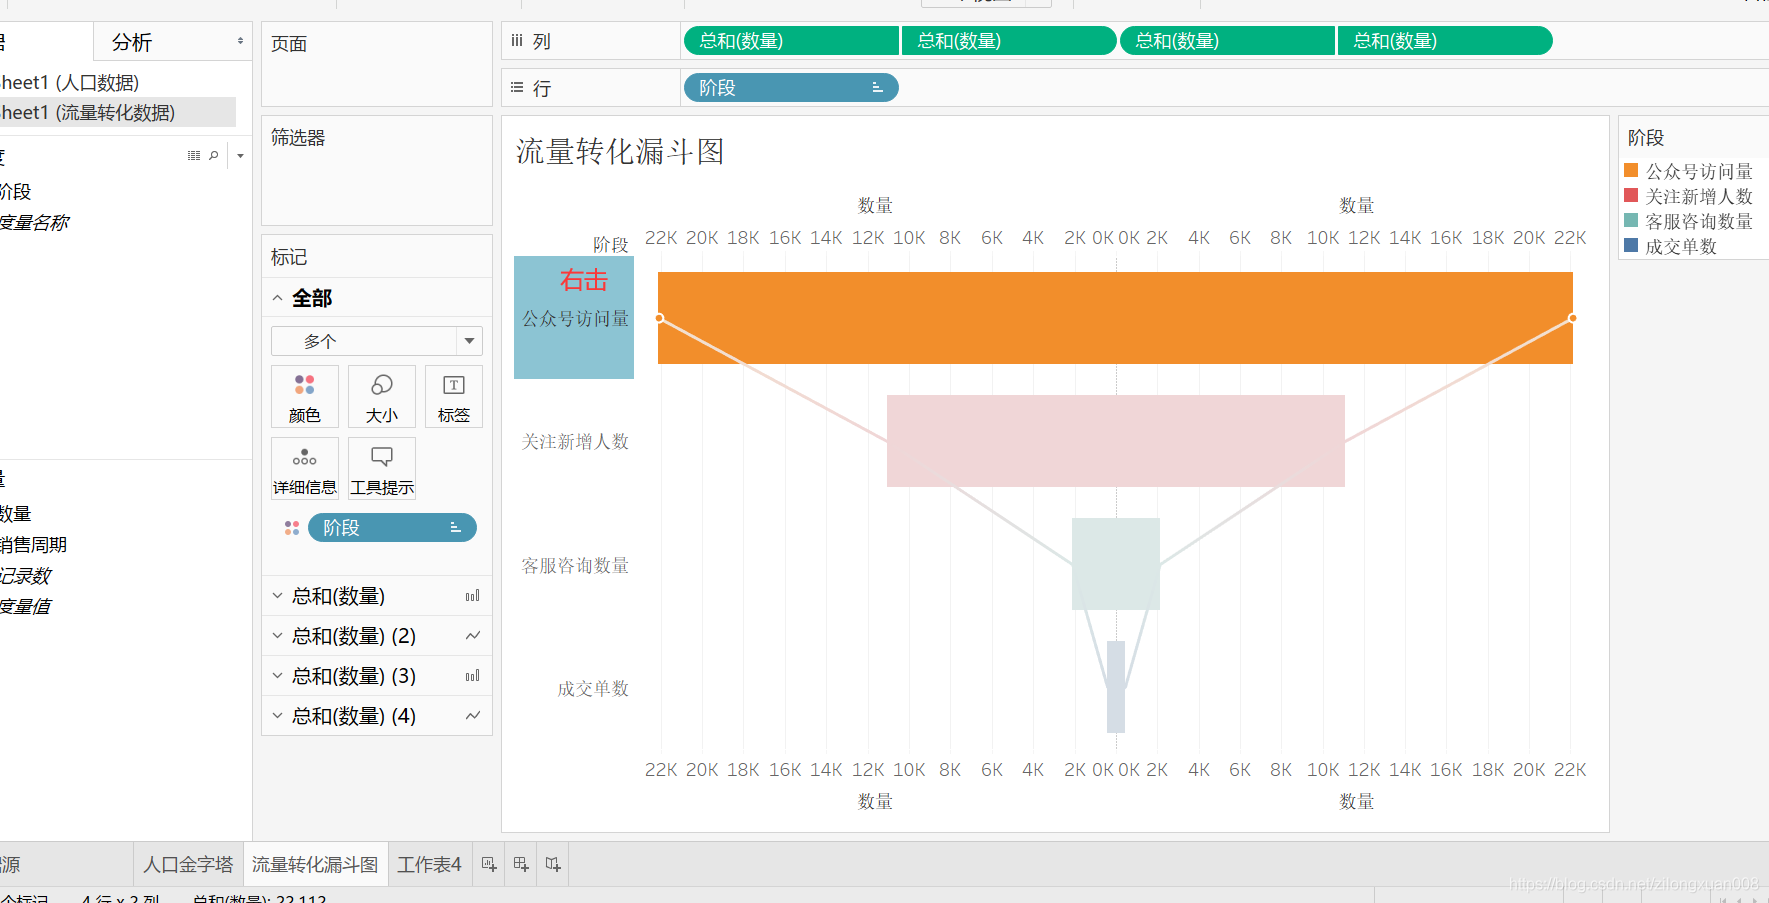 分析
页面
列
总和(数量)
总和(数量)
总和(数量)
总和(数量)
行
阶段
heet1 (人口数据)
heet1 (流量转化数据)
度
阶段
度量名称
量
数量
销售周期
记录数
度量值
筛选器
标记
全部
多个
颜色
大小
标签
详细信息
工具提示
阶段
总和(数量)
总和(数量) (2)
总和(数量) (3)
总和(数量) (4)
流量转化漏斗图
数量
数量
阶段
22K 20K 18K 16K 14K 12K 10K 8K 6K 4K 2K 0K 0K 2K 4K 6K 8K 10K 12K 14K 16K 18K 20K 22K
右击
公众号访问量
关注新增人数
客服咨询数量
成交单数
22K 20K 18K 16K 14K 12K 10K 8K 6K 4K 2K 0K 0K 2K 4K 6K 8K 10K 12K 14K 16K 18K 20K 22K
数量
数量
阶段
公众号访问量
关注新增人数
客服咨询数量
成交单数
源
人口金字塔
流量转化漏斗图
工作表4
个标记
4 行 x 2 列
总和(数量): 22,112
https://blog.csdn.net/zilongxuan008